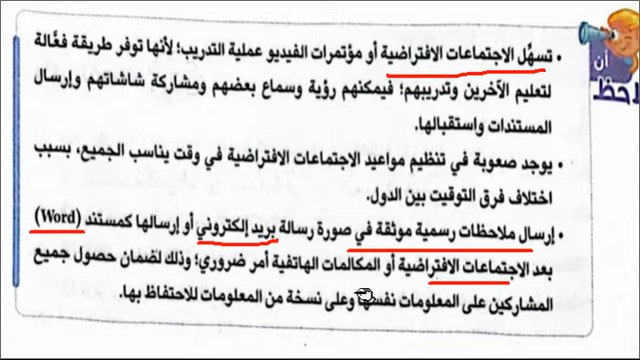 أن
لاحظ
• تسهِّل الاجتماعات الافتراضية أو مؤتمرات الفيديو عملية التدريب؛ لأنها توفر طريقة فعَّالة
لتعليم الآخرين وتدريبهم؛ فيمكنهم رؤية وسماع بعضهم ومشاركة شاشاتهم وإرسال
المستندات واستقبالها.
• يوجد صعوبة في تنظيم مواعيد الاجتماعات الافتراضية في وقت يناسب الجميع، بسبب
اختلاف فرق التوقيت بين الدول.
• إرسال ملاحظات رسمية موثقة في صورة رسالة بريد إلكتروني أو إرسالها كمستند (Word)
بعد الاجتماعات الافتراضية أو المكالمات الهاتفية أمر ضروري؛ وذلك لضمان حصول جميع
المشاركين على المعلومات نفسها وعلى نسخة من المعلومات للاحتفاظ بها.